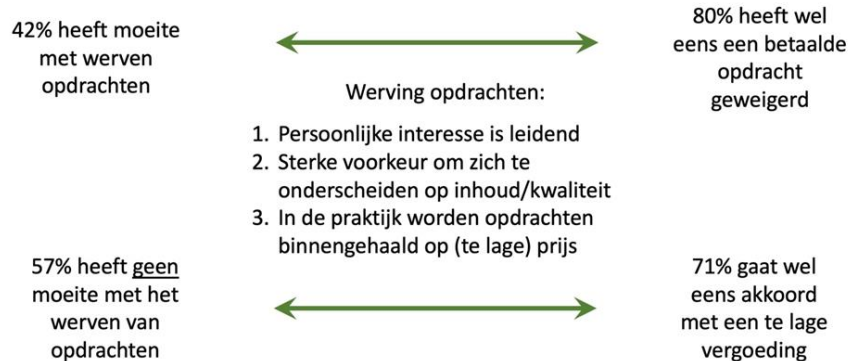 42% heeft moeite
met werven
opdrachten
80% heeft wel
eens een betaalde
opdracht
geweigerd
Werving opdrachten:
1. Persoonlijke interesse is leidend
2. Sterke voorkeur om zich te
onderscheiden op inhoud/kwaliteit
3. In de praktijk worden opdrachten
binnengehaald op (te lage) prijs
57% heeft geen
moeite met het
werven van
opdrachten
71% gaat wel
eens akkoord
met een te lage
vergoeding